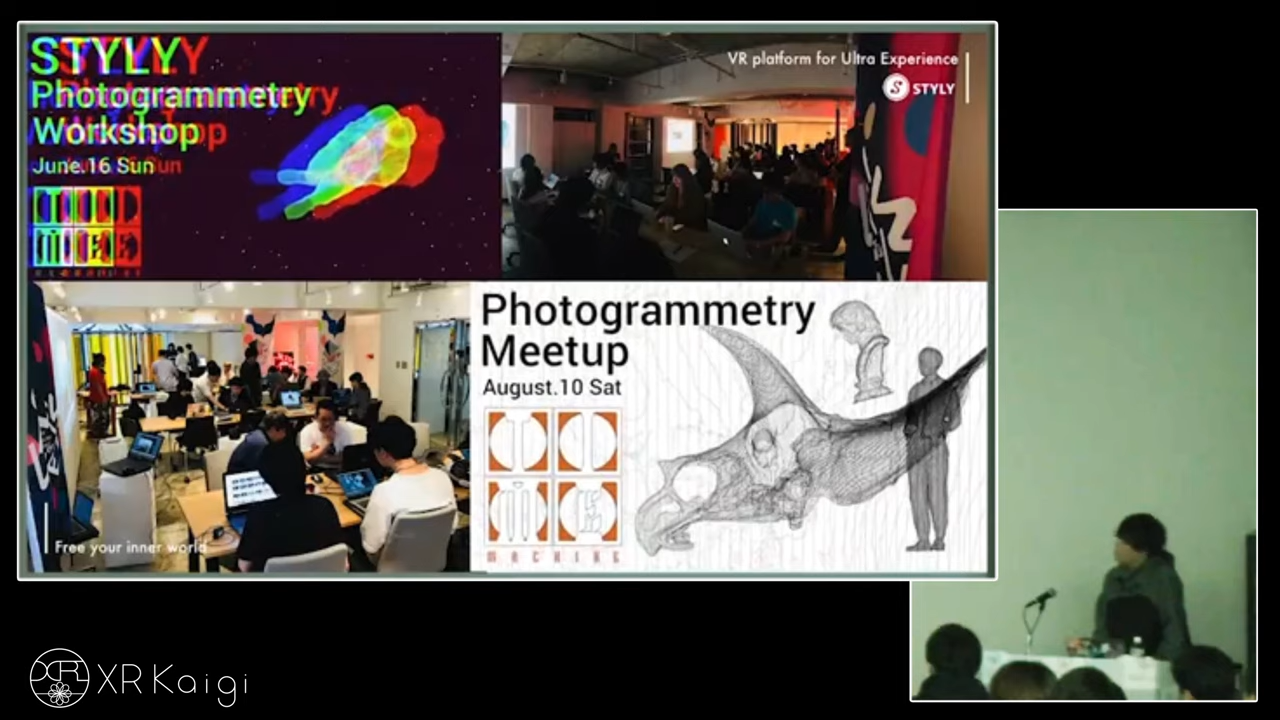 STYLY
Photogrammetry
Workshop
June.16 Sun
VR platform for Ultra Experience
STYLY
Free your inner world
Photogrammetry
Meetup
August.10 Sat
MACHINE
XR Kaigi